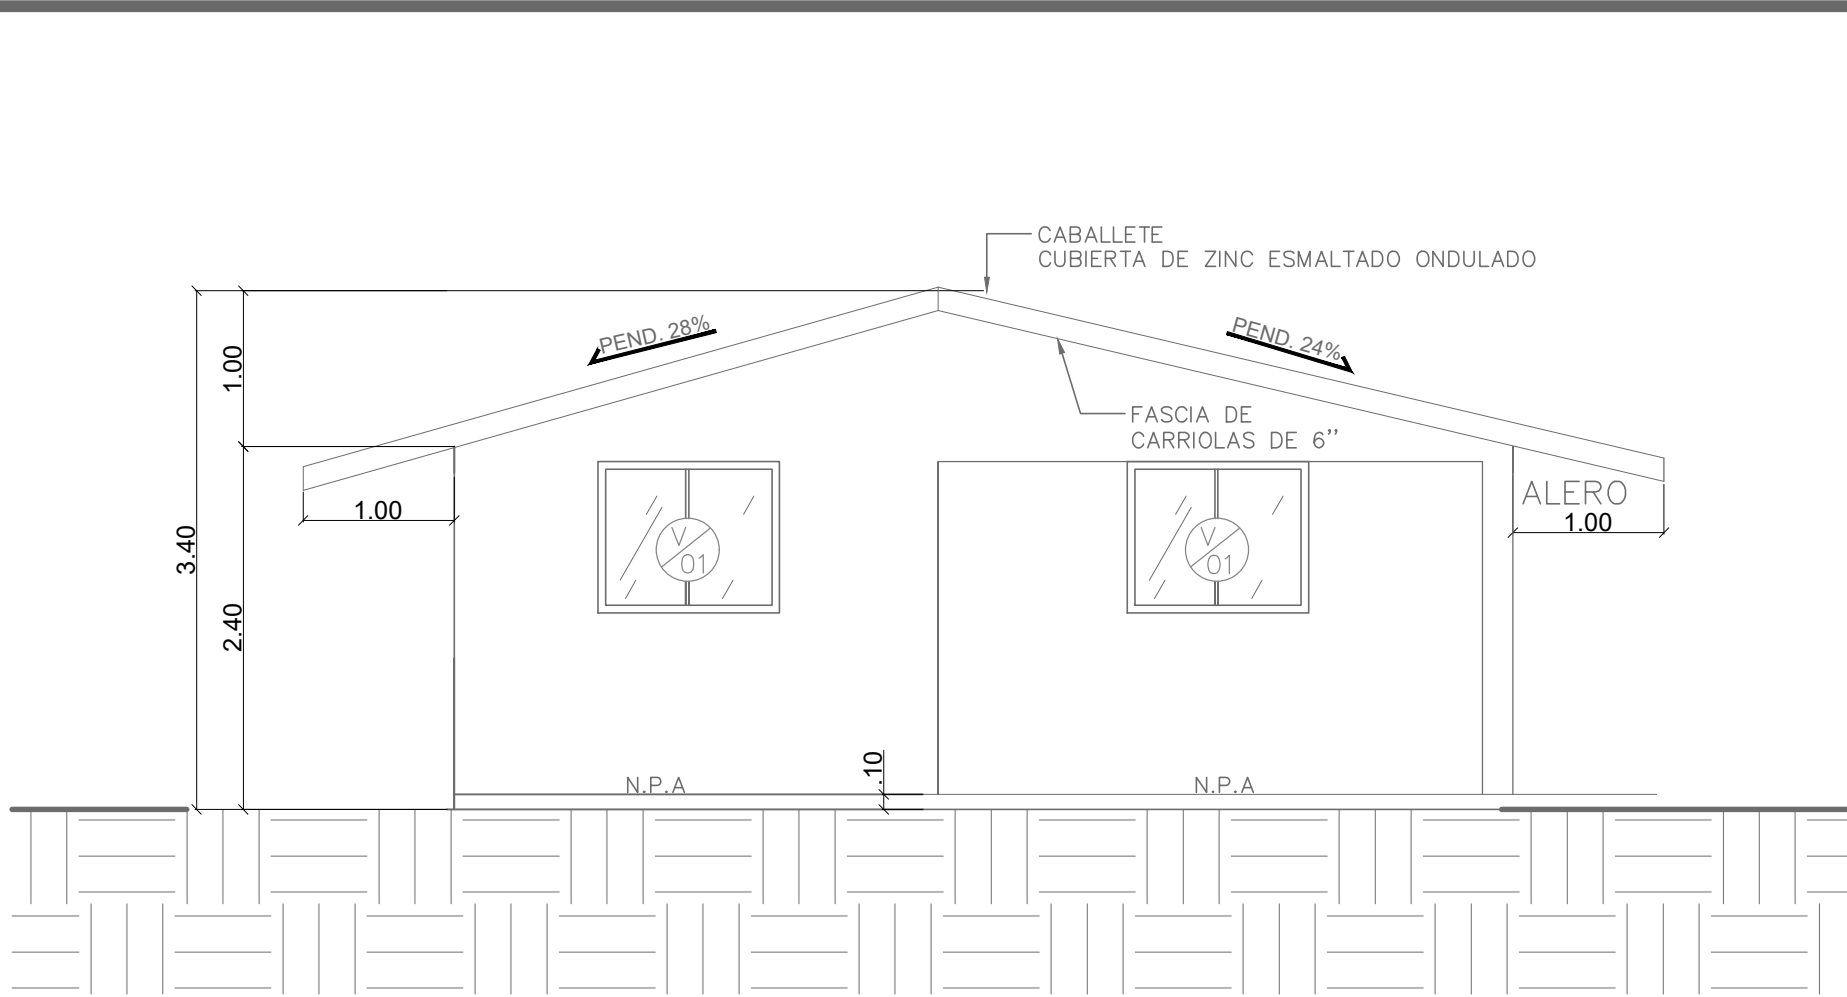 CABALLETE
CUBIERTA DE ZINC ESMALTADO ONDULADO
PEND. 28%
PEND. 24%
1.00
FASCIA DE
CARRIOLAS DE 6’’
ALERO
1.00
1.00
3.40
2.40
V
01
V
01
.10
N.P.A
N.P.A